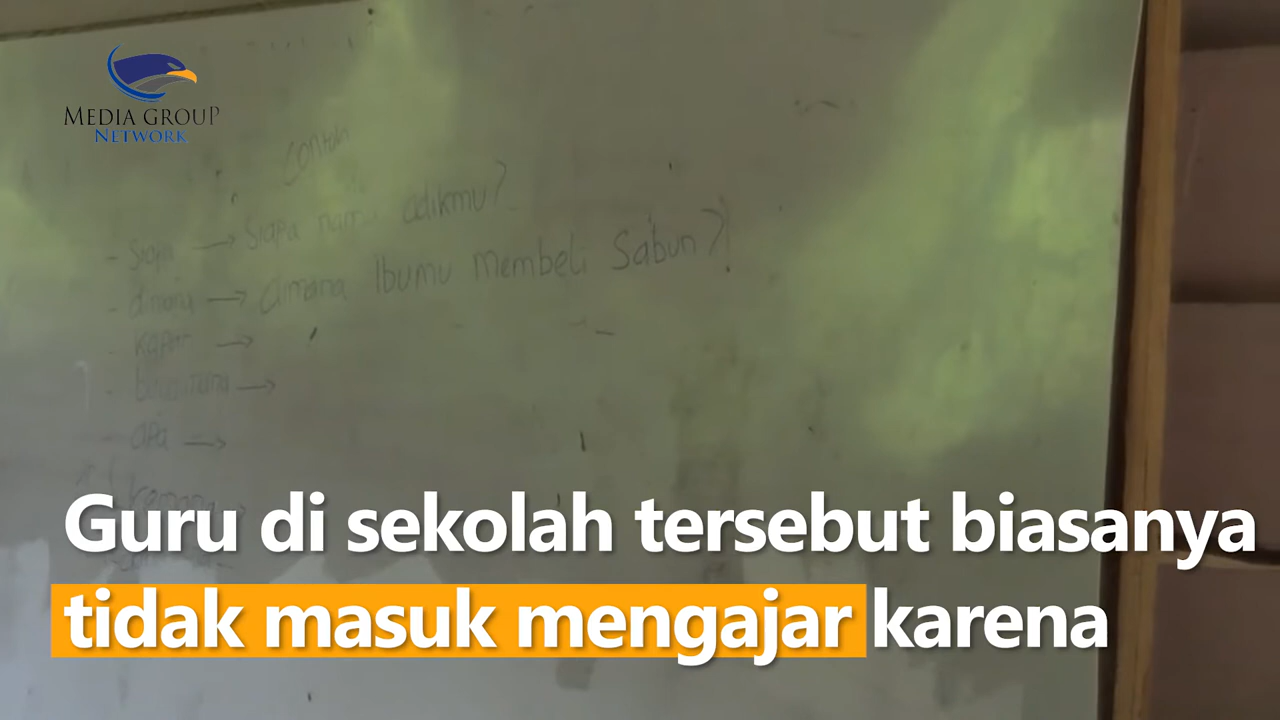 MEDIA GROUP
NETWORK
Contoh
- Siapa → Siapa nama adikmu?
- dimana → dimana Ibumu membeli Sabun?
- kapan →
- →
- apa →
Guru di sekolah tersebut biasanya
tidak masuk mengajar karena